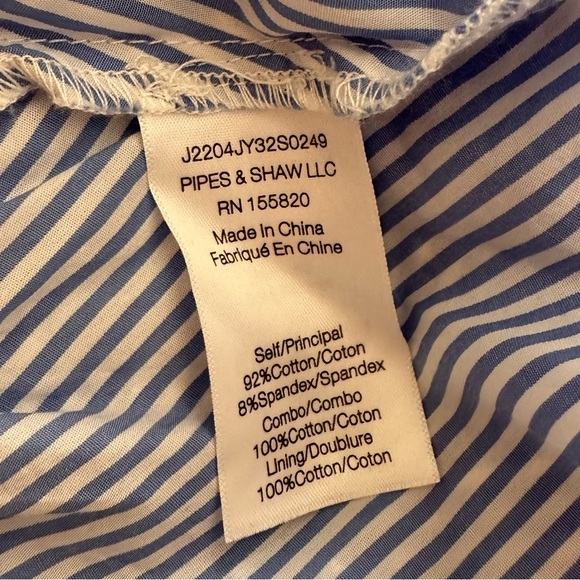 J2204JY32S0249
PIPES & SHAW LLC
RN 155820
Made In China
Fabriqué En Chine
Self/Principal
92%Cotton/Coton
8%Spandex/Spandex
Combo/Combo
100%Cotton/Coton
Lining/Doublure
100%Cotton/Coton